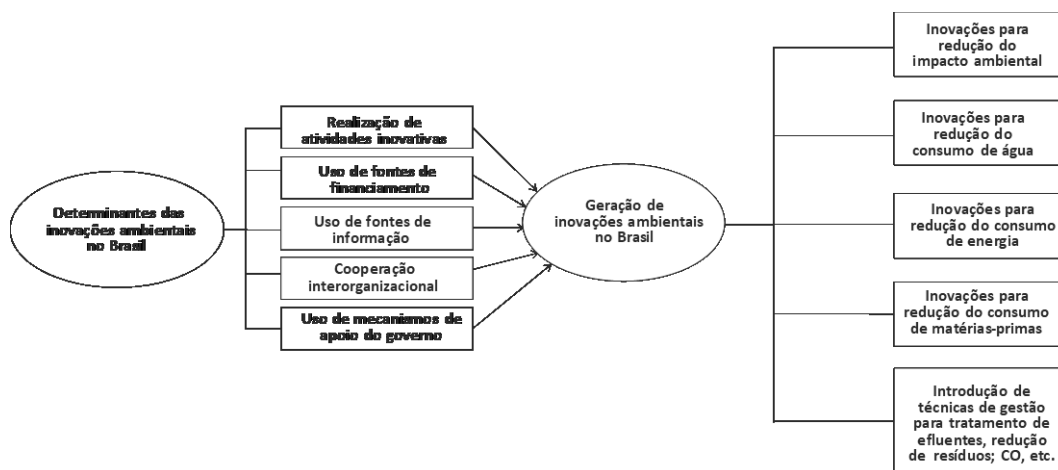 Determinantes das
inovações ambientais
no Brasil
Realização de
atividades inovativas
Uso de fontes de
financiamento
Uso de fontes de
informação
Cooperação
interorganizacional
Uso de mecanismos de
apoio do governo
Geração de
inovações ambientais
no Brasil
Inovações para
redução do
impacto ambiental
Inovações para
redução do
consumo de água
Inovações para
redução do consumo
de energia
Inovações para
redução do consumo
de matérias-primas
Introdução de
técnicas de gestão
para tratamento de
efluentes, redução
de resíduos; CO, etc.